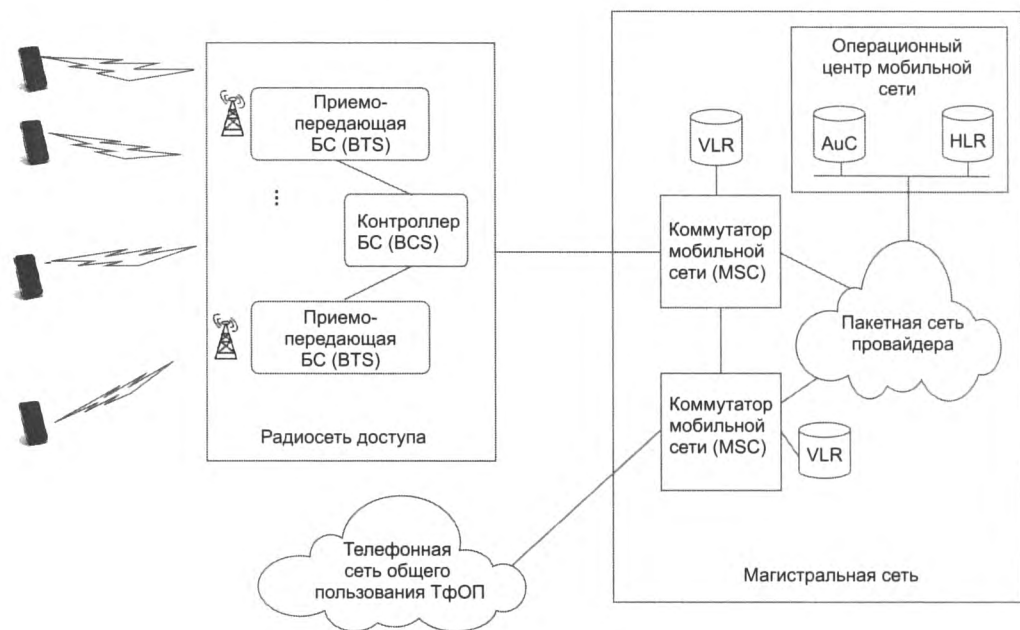 Приемо-
передающая
БС (BTS)
...
Контроллер
БС (BCS)
Приемо-
передающая
БС (BTS)
Радиосеть доступа
Операционный
центр мобильной
сети
AuC
HLR
VLR
Коммутатор
мобильной
сети (MSC)
Пакетная сеть
провайдера
Коммутатор
мобильной
сети (MSC)
VLR
Телефонная
сеть общего
пользования ТфОП
Магистральная сеть